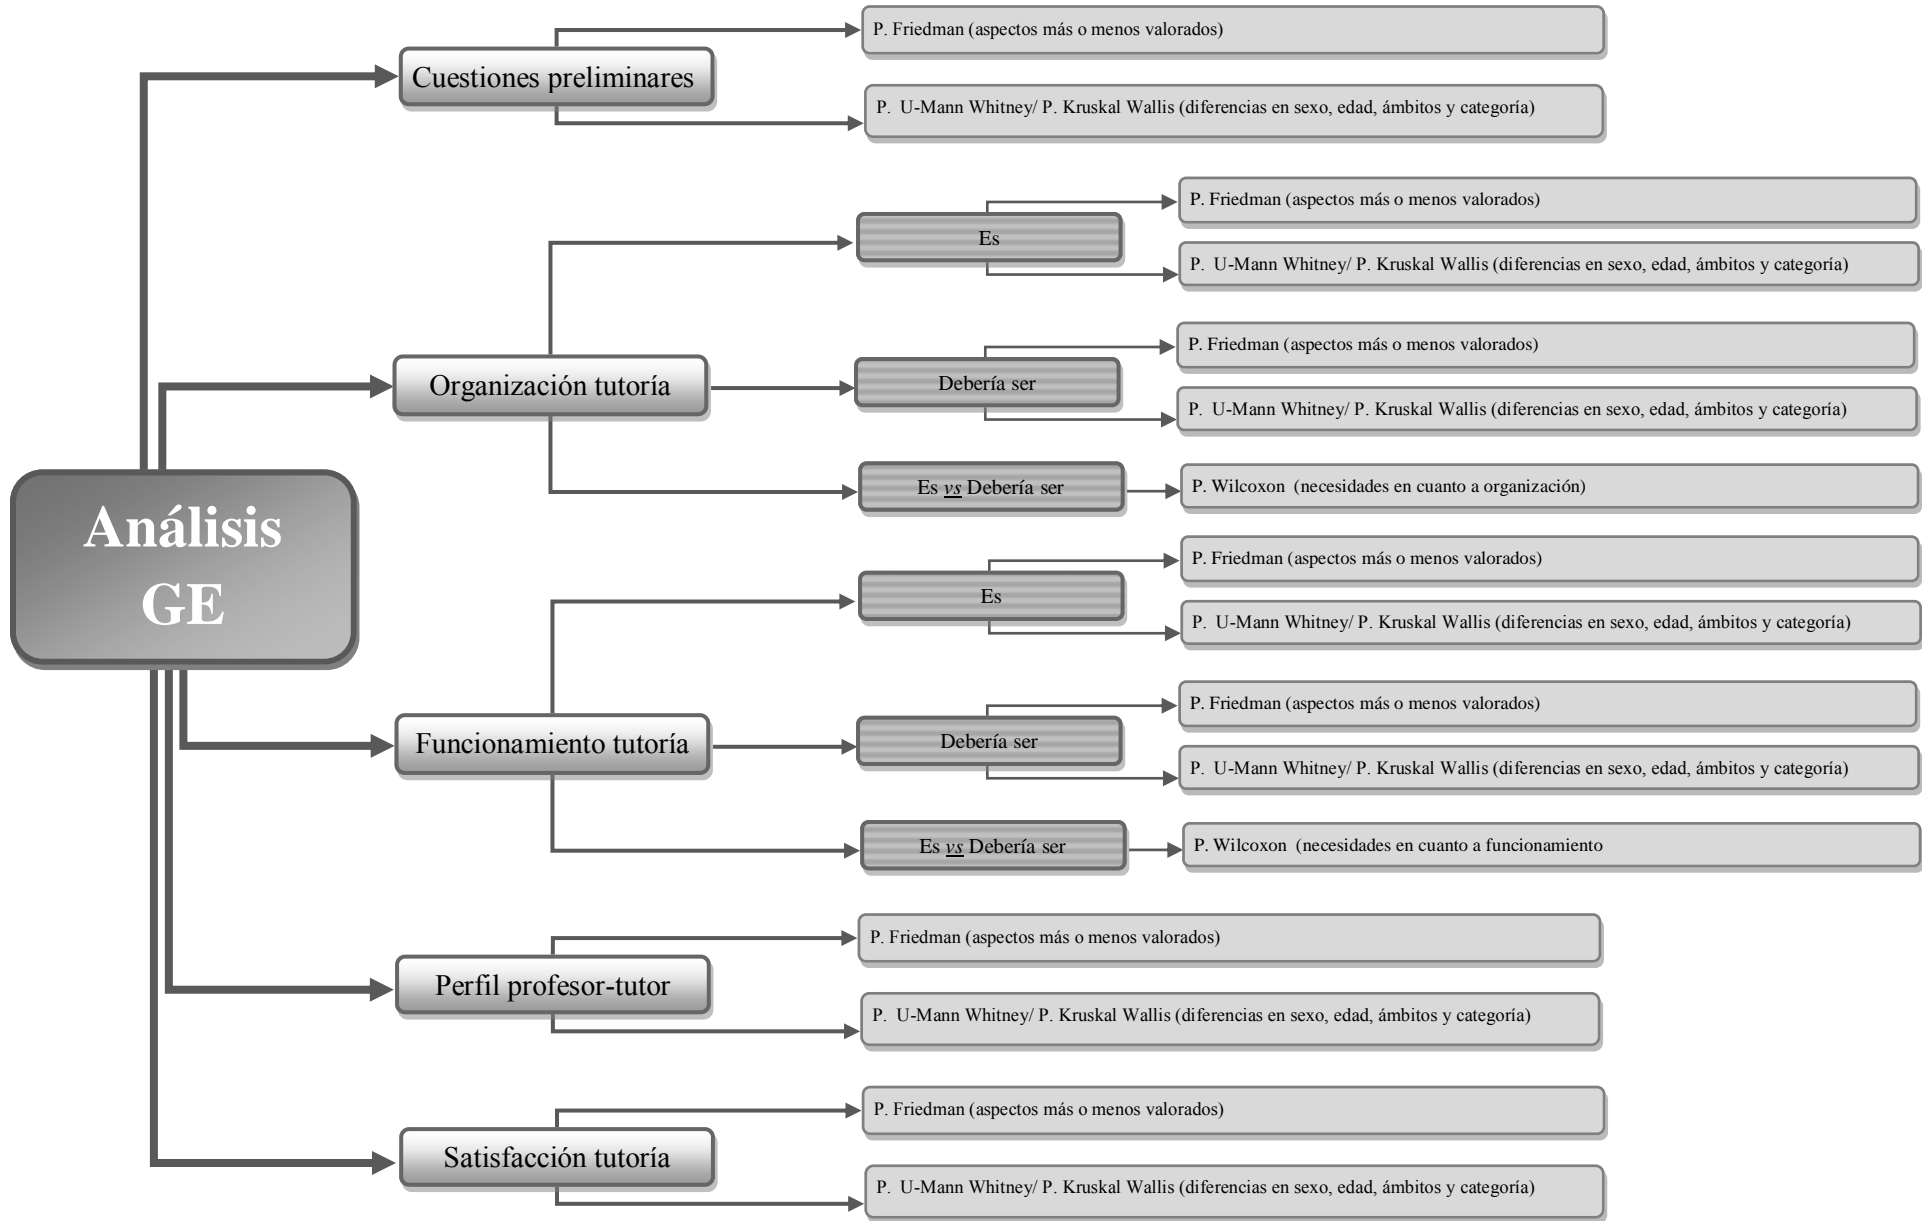 Análisis
GE
Cuestiones preliminares
P. Friedman (aspectos más o menos valorados)
P.  U-Mann Whitney/ P. Kruskal Wallis (diferencias en sexo, edad, ámbitos y categoría)
Organización tutoría
Es
P. Friedman (aspectos más o menos valorados)
P.  U-Mann Whitney/ P. Kruskal Wallis (diferencias en sexo, edad, ámbitos y categoría)
Debería ser
P. Friedman (aspectos más o menos valorados)
P.  U-Mann Whitney/ P. Kruskal Wallis (diferencias en sexo, edad, ámbitos y categoría)
Es vs Debería ser
P. Wilcoxon  (necesidades en cuanto a organización)
Funcionamiento tutoría
Es
P. Friedman (aspectos más o menos valorados)
P.  U-Mann Whitney/ P. Kruskal Wallis (diferencias en sexo, edad, ámbitos y categoría)
Debería ser
P. Friedman (aspectos más o menos valorados)
P.  U-Mann Whitney/ P. Kruskal Wallis (diferencias en sexo, edad, ámbitos y categoría)
Es vs Debería ser
P. Wilcoxon  (necesidades en cuanto a funcionamiento
Perfil profesor-tutor
P. Friedman (aspectos más o menos valorados)
P.  U-Mann Whitney/ P. Kruskal Wallis (diferencias en sexo, edad, ámbitos y categoría)
Satisfacción tutoría
P. Friedman (aspectos más o menos valorados)
P.  U-Mann Whitney/ P. Kruskal Wallis (diferencias en sexo, edad, ámbitos y categoría)